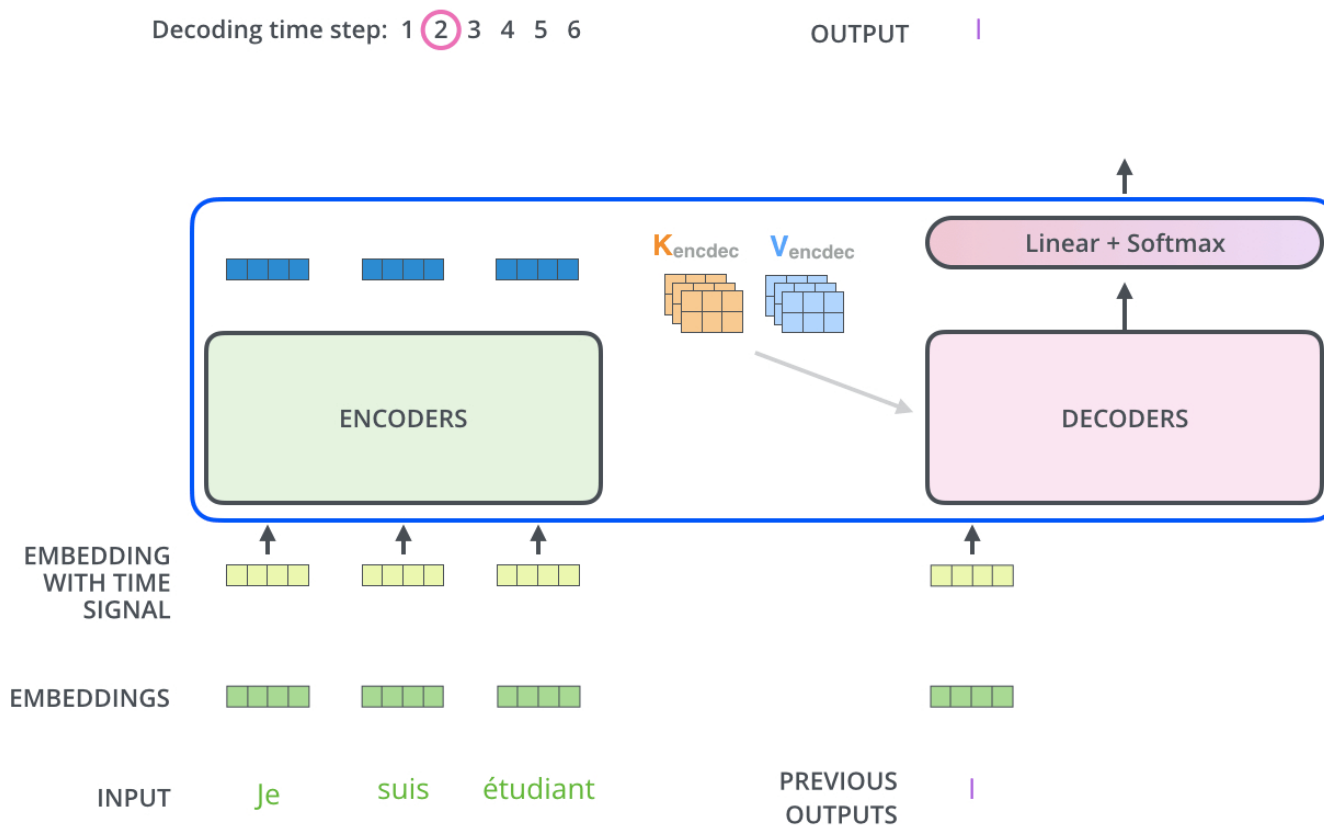 Decoding time step: 1 2 3 4 5 6
OUTPUT I
Kencdec Vencdec
Linear + Softmax
ENCODERS
DECODERS
EMBEDDING
WITH TIME
SIGNAL
EMBEDDINGS
INPUT Je suis étudiant
PREVIOUS
OUTPUTS
I